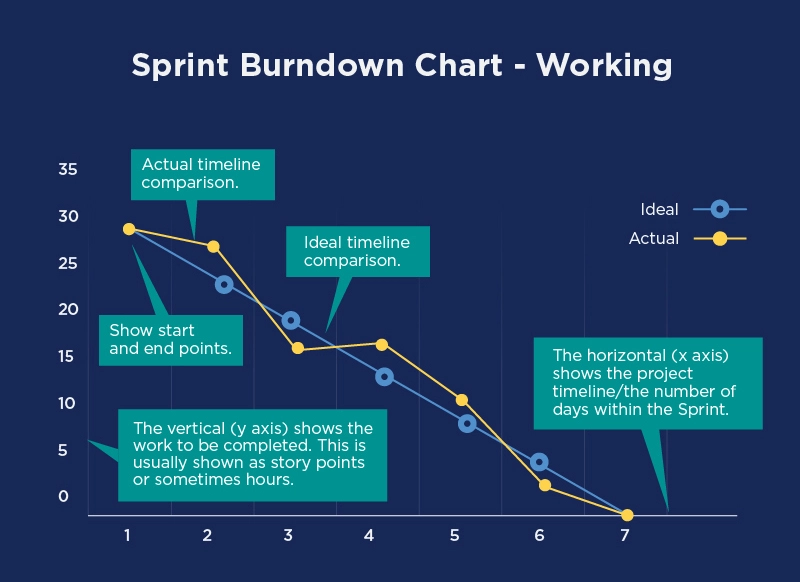 Sprint Burndown Chart - Working
35
30
25
20
15
10
5
0
Actual timeline
comparison.
Ideal timeline
comparison.
Ideal
Actual
Show start
and end points.
The horizontal (x axis)
shows the project
timeline/the number of
days within the Sprint.
The vertical (y axis) shows the
work to be completed. This is
usually shown as story points
or sometimes hours.
1 2 3 4 5 6 7